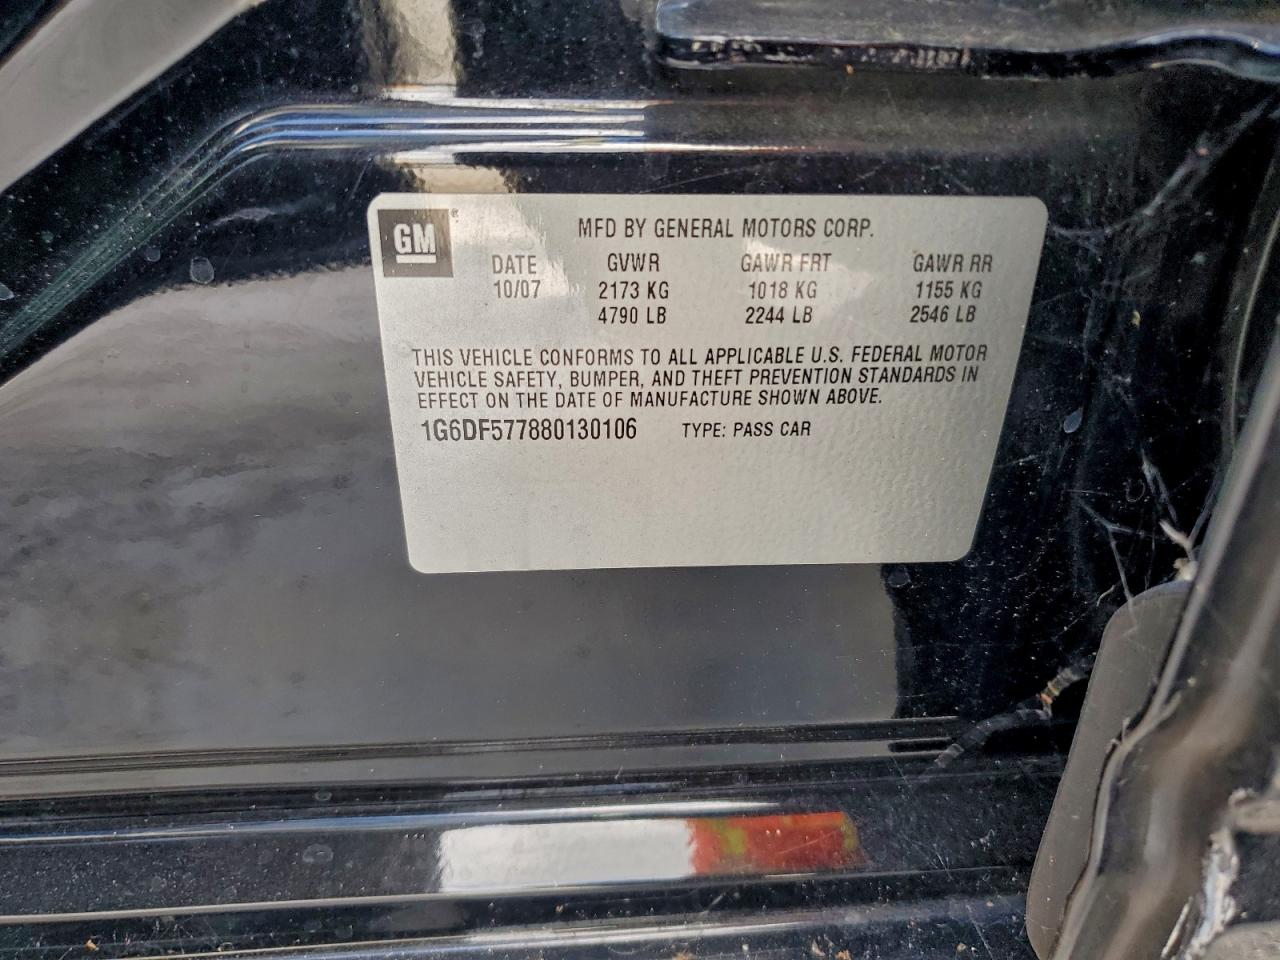 GM
MFD BY GENERAL MOTORS CORP.
DATE GVWR GAWR FRT GAWR RR
10/07 2173 KG 1018 KG 1155 KG
4790 LB 2244 LB 2546 LB
THIS VEHICLE CONFORMS TO ALL APPLICABLE U.S. FEDERAL MOTOR
VEHICLE SAFETY, BUMPER, AND THEFT PREVENTION STANDARDS IN
EFFECT ON THE DATE OF MANUFACTURE SHOWN ABOVE.
1G6DF577880130106 TYPE: PASS CAR